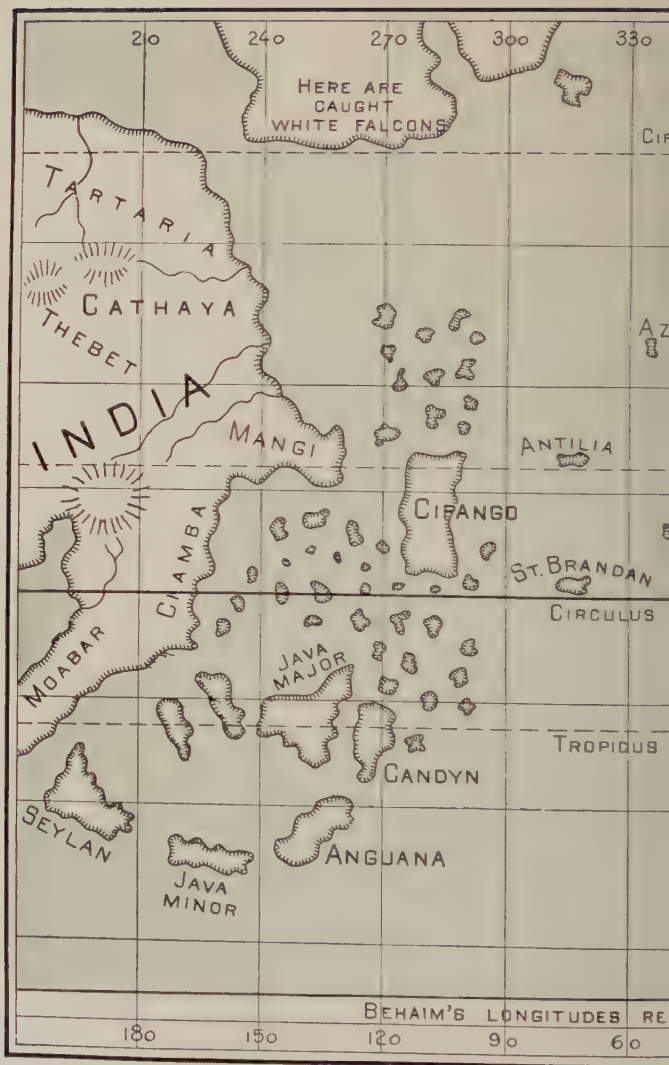 210 240 270 300 330
HERE ARE
CAUGHT
WHITE FALCONS
CIR
TARTARIA
CATHAYA
THEBET
AZ
INDIA
MANGI
ANTILIA
CIPANGO
CIAMBA
ST. BRANDAN
CIRCULUS
MOABAR
JAVA
MAJOR
TROPICUS
CANDYN
SEYLAN
ANGUANA
JAVA
MINOR
BEHAIM'S LONGITUDES RE
180 150 120 90 60